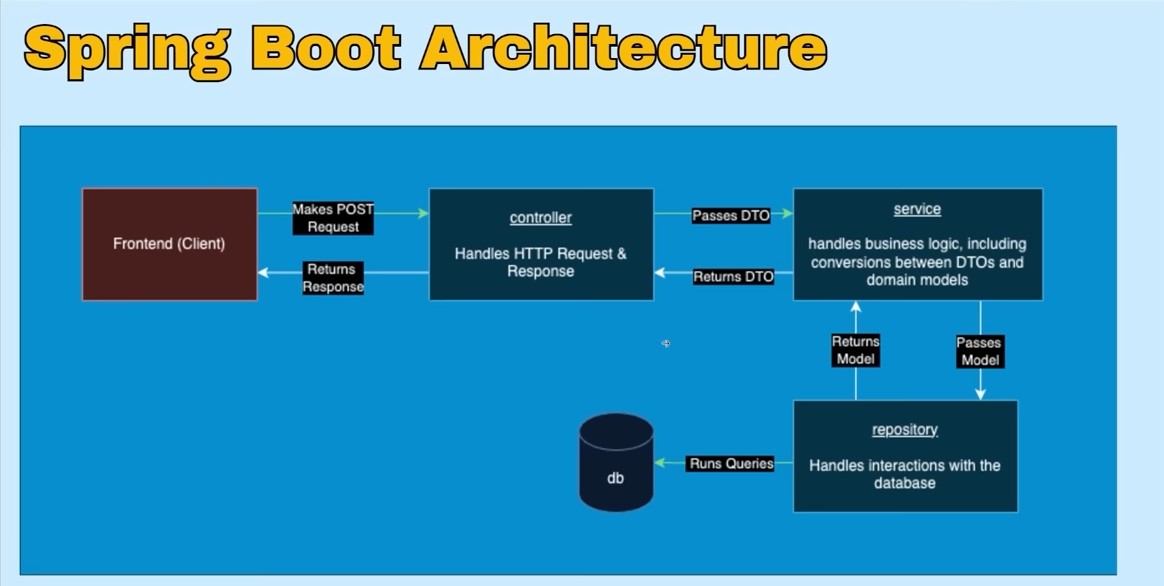 Spring Boot Architecture
Frontend (Client)
Makes POST
Request
Returns
Response
controller
Handles HTTP Request &
Response
Passes DTO
Returns DTO
service
handles business logic, including
conversions between DTOs and
domain models
Returns
Model
Passes
Model
repository
Handles interactions with the
database
Runs Queries
db